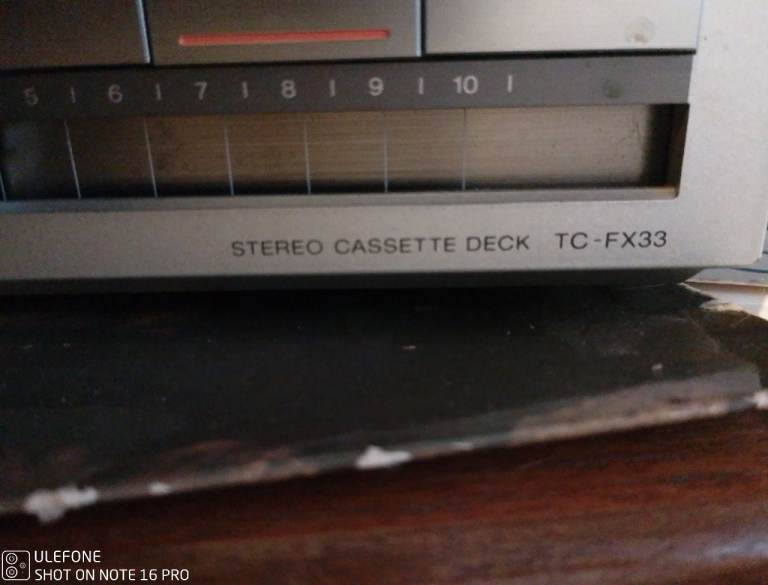 5 | 6 | 7 | 8 | 9 | 10 |
STEREO CASSETTE DECK TC-FX33
ULEFONE
SHOT ON NOTE 16 PRO